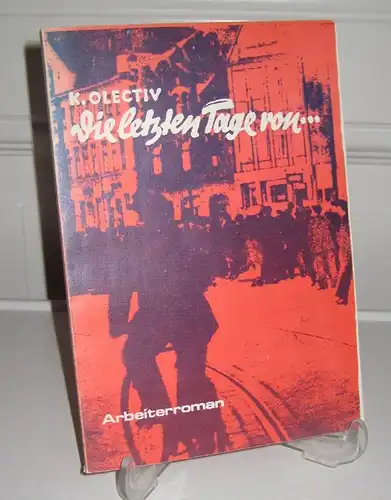 K. OLECTIV
Die letzten Tage von...
Arbeiterroman